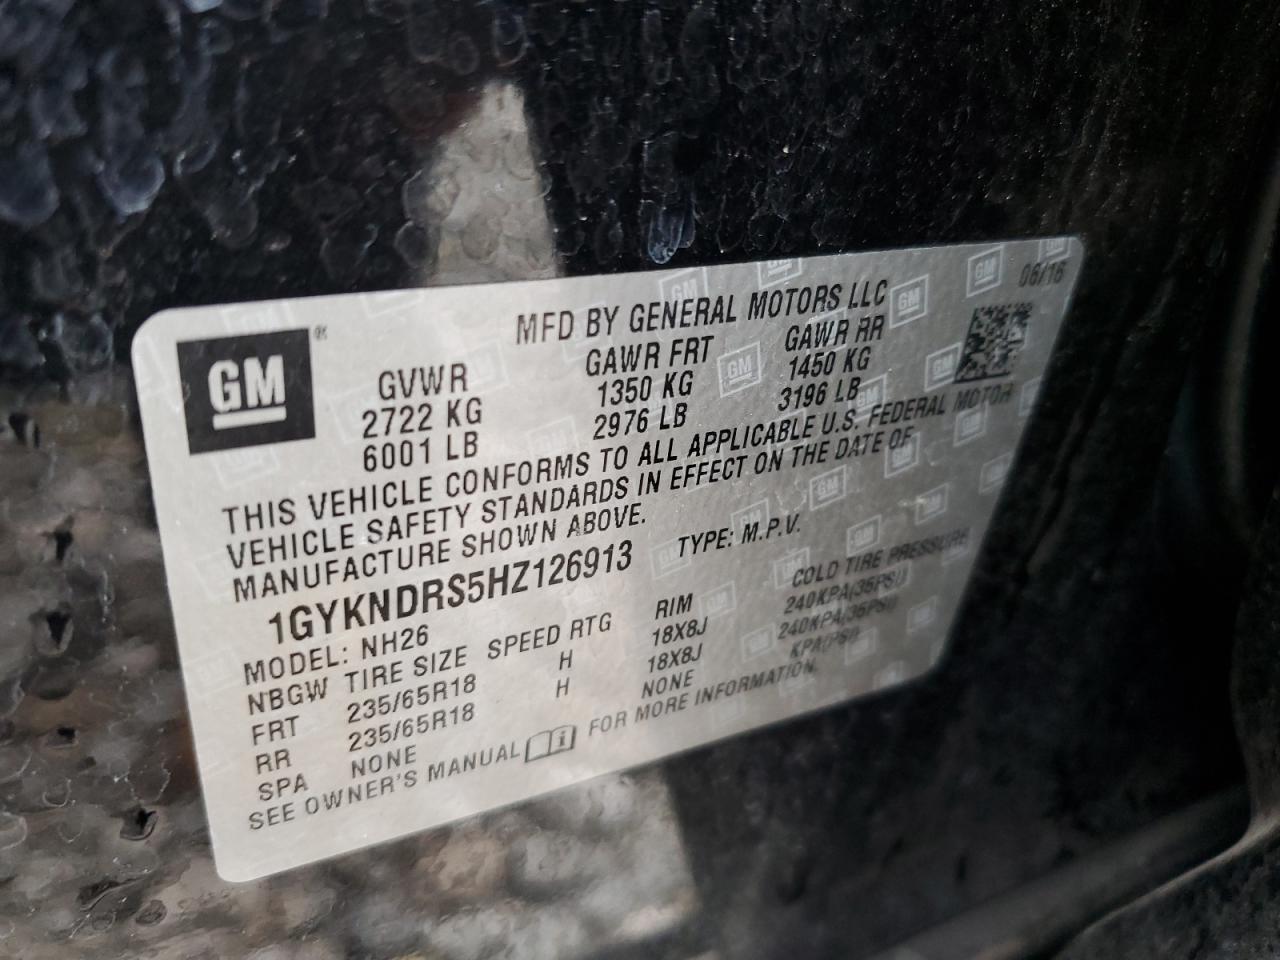 06/16
MFD BY GENERAL MOTORS LLC
GM ®
GVWR GAWR FRT GAWR RR
2722 KG 1350 KG 1450 KG
6001 LB 2976 LB 3196 LB
THIS VEHICLE CONFORMS TO ALL APPLICABLE U.S. FEDERAL MOTOR
VEHICLE SAFETY STANDARDS IN EFFECT ON THE DATE OF
MANUFACTURE SHOWN ABOVE.
1GYKNDRS5HZ126913 TYPE: M.P.V.
MODEL: NH26
NBGW TIRE SIZE SPEED RTG RIM COLD TIRE PRESSURE
FRT 235/65R18 H 18X8J 240KPA(35PSI)
RR 235/65R18 H 18X8J 240KPA(35PSI)
SPA NONE NONE KPA(PSI)
SEE OWNER'S MANUAL FOR MORE INFORMATION.